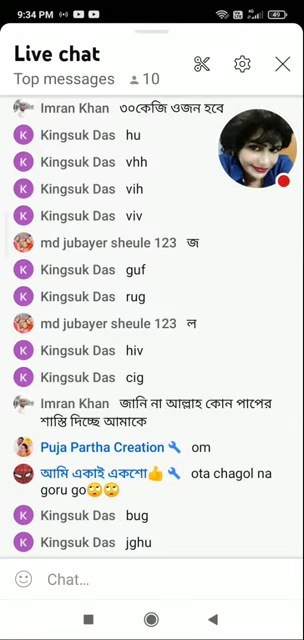 9:34 PM
49
Live chat
Top messages 10
Imran Khan ৩০কেজি ওজন হবে
Kingsuk Das hu
Kingsuk Das vhh
Kingsuk Das vih
Kingsuk Das viv
md jubayer sheule 123 জ
Kingsuk Das guf
Kingsuk Das rug
md jubayer sheule 123 ল
Kingsuk Das hiv
Kingsuk Das cig
Imran Khan জানি না আল্লাহ কোন পাপের
শাস্তি দিচ্ছে আমাকে
Puja Partha Creation om
আমি একাই একশো👍 ota chagol na
goru go🙄🙄
Kingsuk Das bug
Kingsuk Das jghu
Chat...